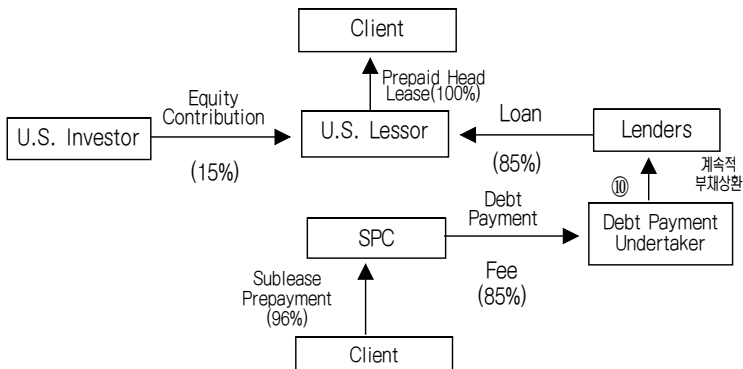 Client
Prepaid Head
Lease(100%)
Equity
Contribution
U.S. Investor
(15%)
U.S. Lessor
Loan
(85%)
Lenders
계속적
부채상환
⑩
Debt
Payment
SPC
Debt Payment
Undertaker
Fee
(85%)
Sublease
Prepayment
(96%)
Client